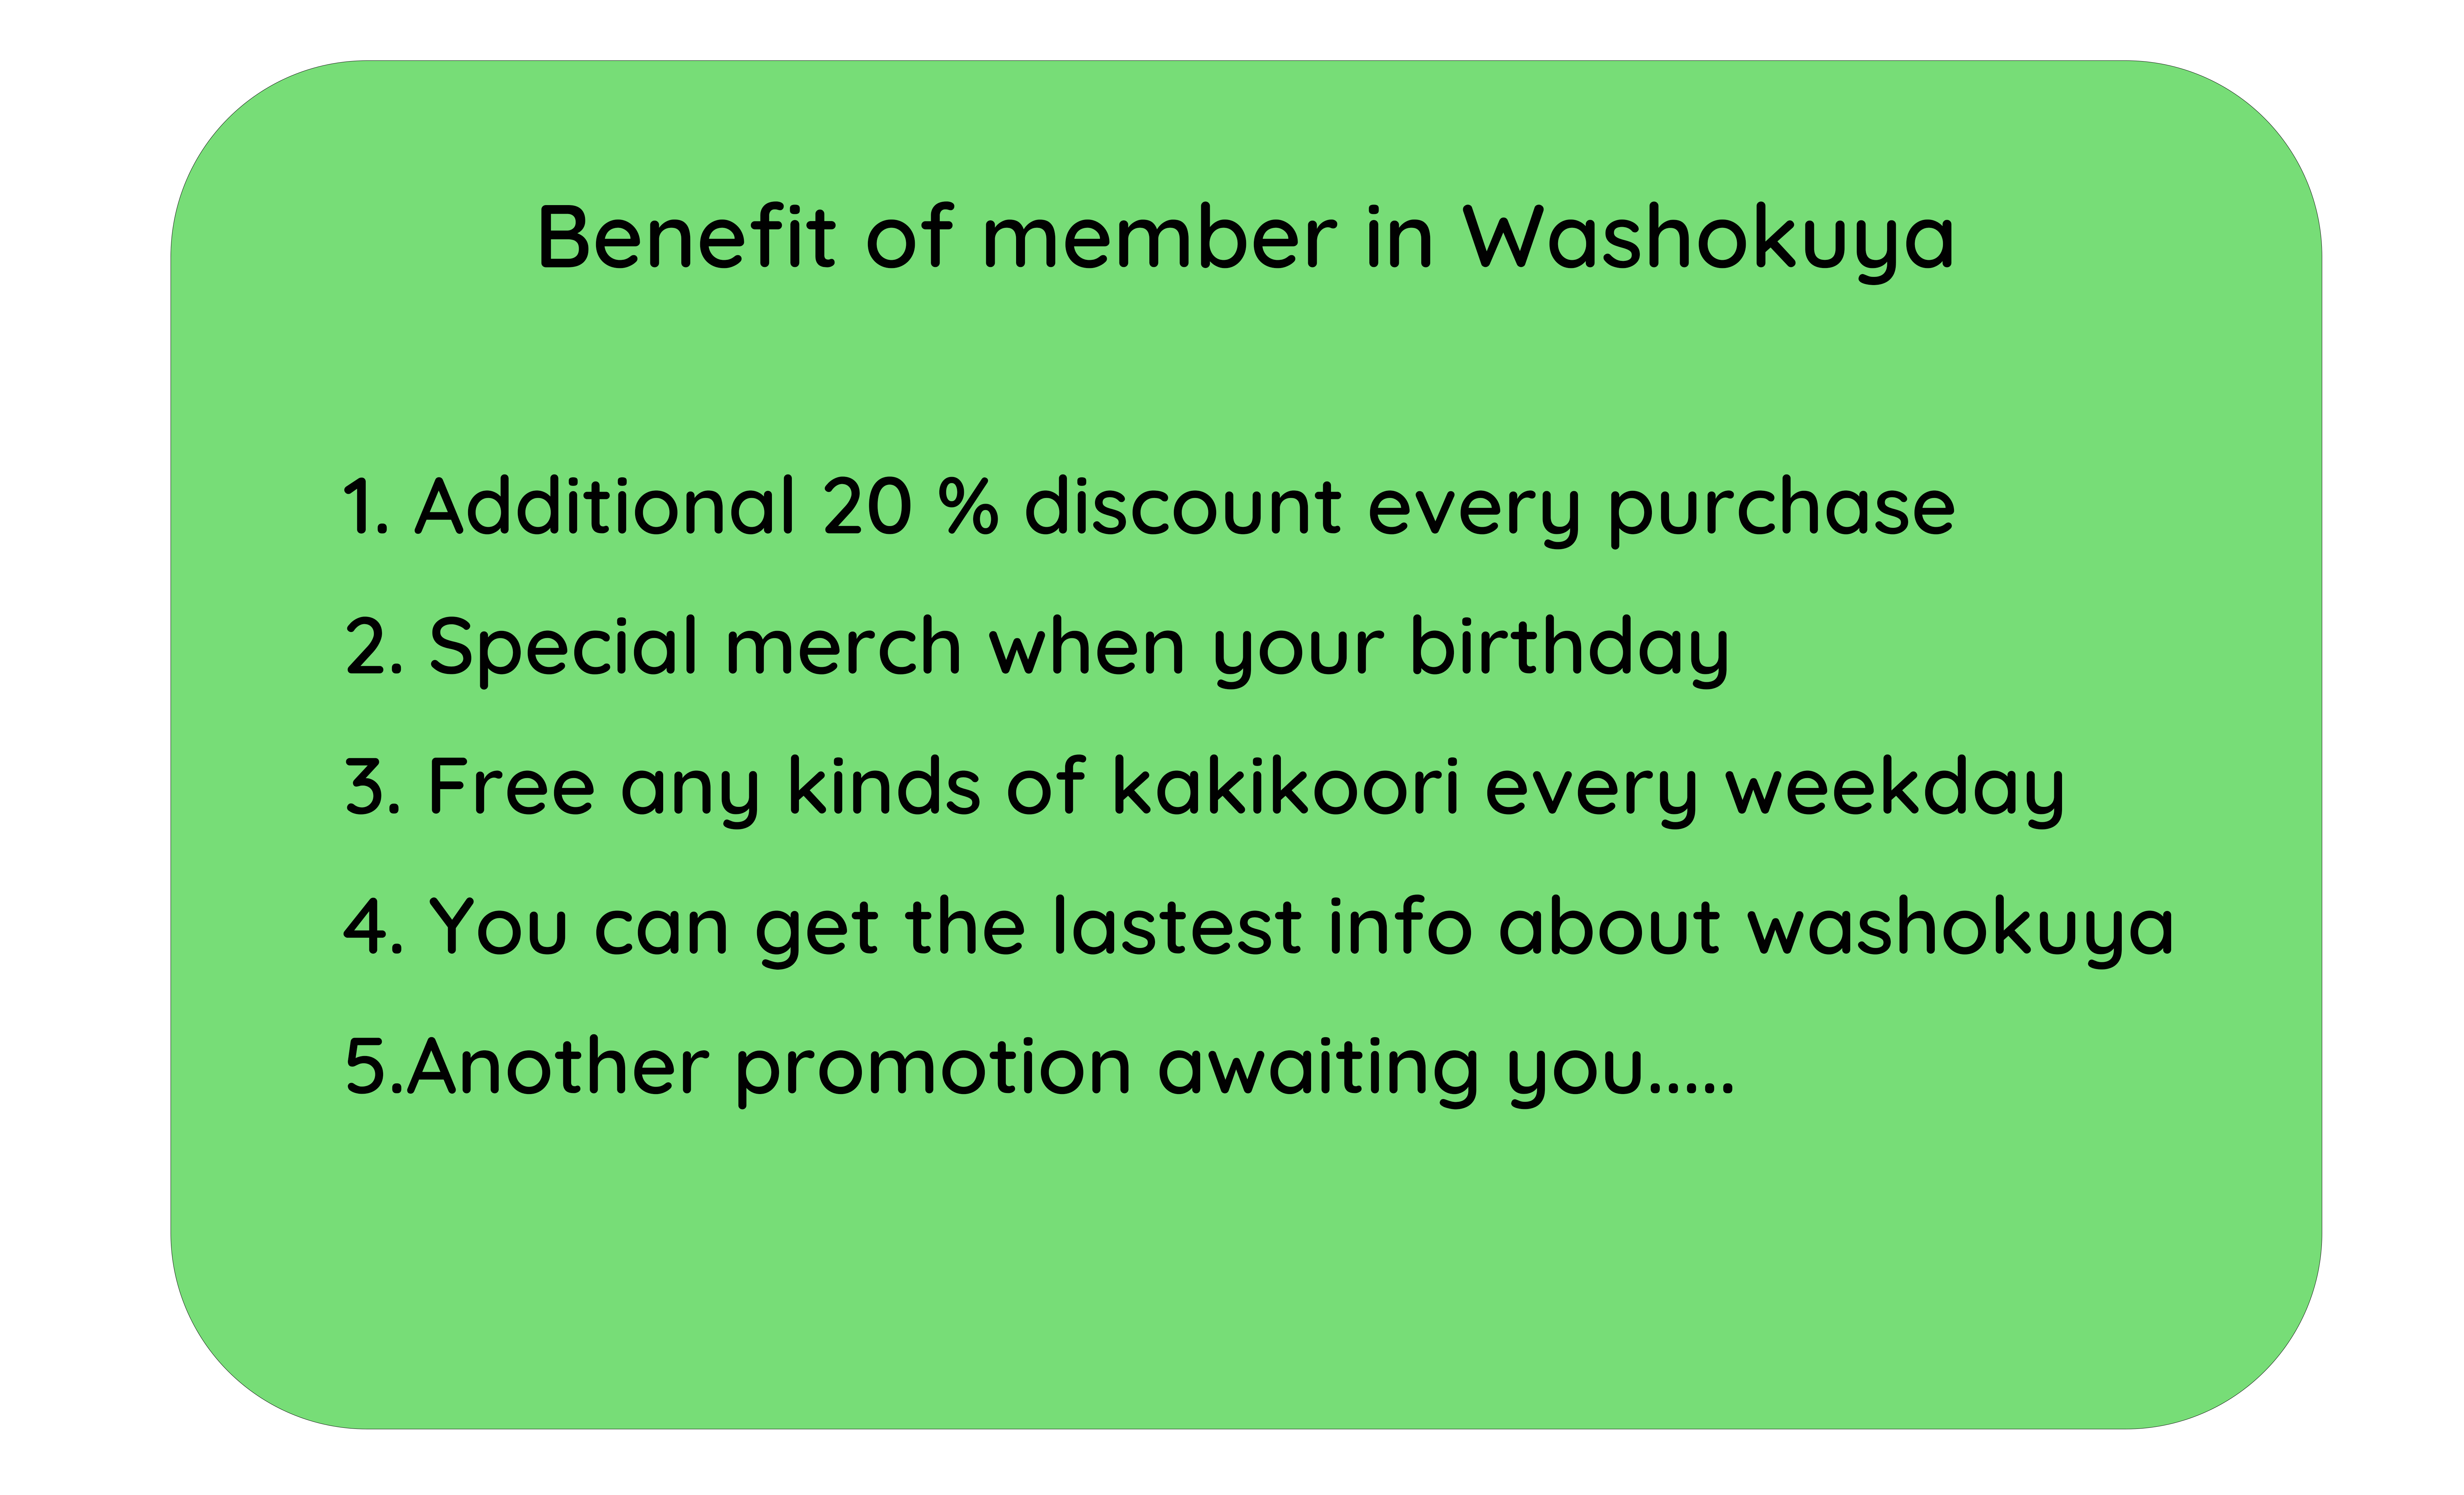 Benefit of member in Washokuya
1. Additional 20 % discount every purchase
2. Special merch when your birthday
3. Free any kinds of kakikoori every weekday
4. You can get the lastest info about washokuya
5.Another promotion awaiting you.....